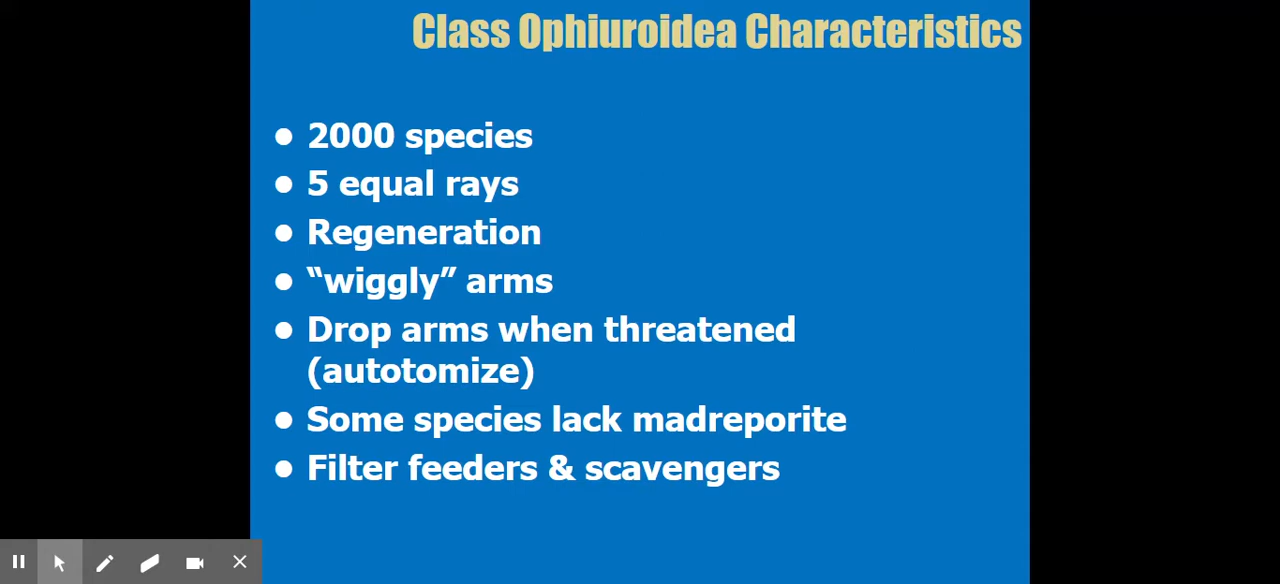 Class Ophiuroidea Characteristics
● 2000 species
● 5 equal rays
● Regeneration
● “wiggly” arms
● Drop arms when threatened
(autotomize)
● Some species lack madreporite
● Filter feeders & scavengers